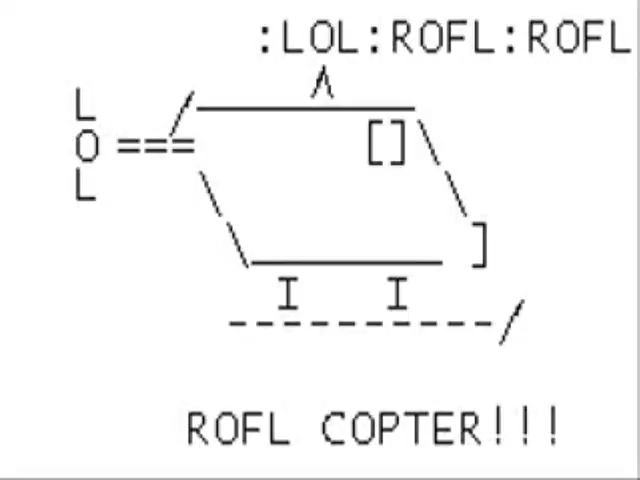 :LOL:ROFL:ROFL
L
O ===
L
[]
]
I I
ROFL COPTER!!!